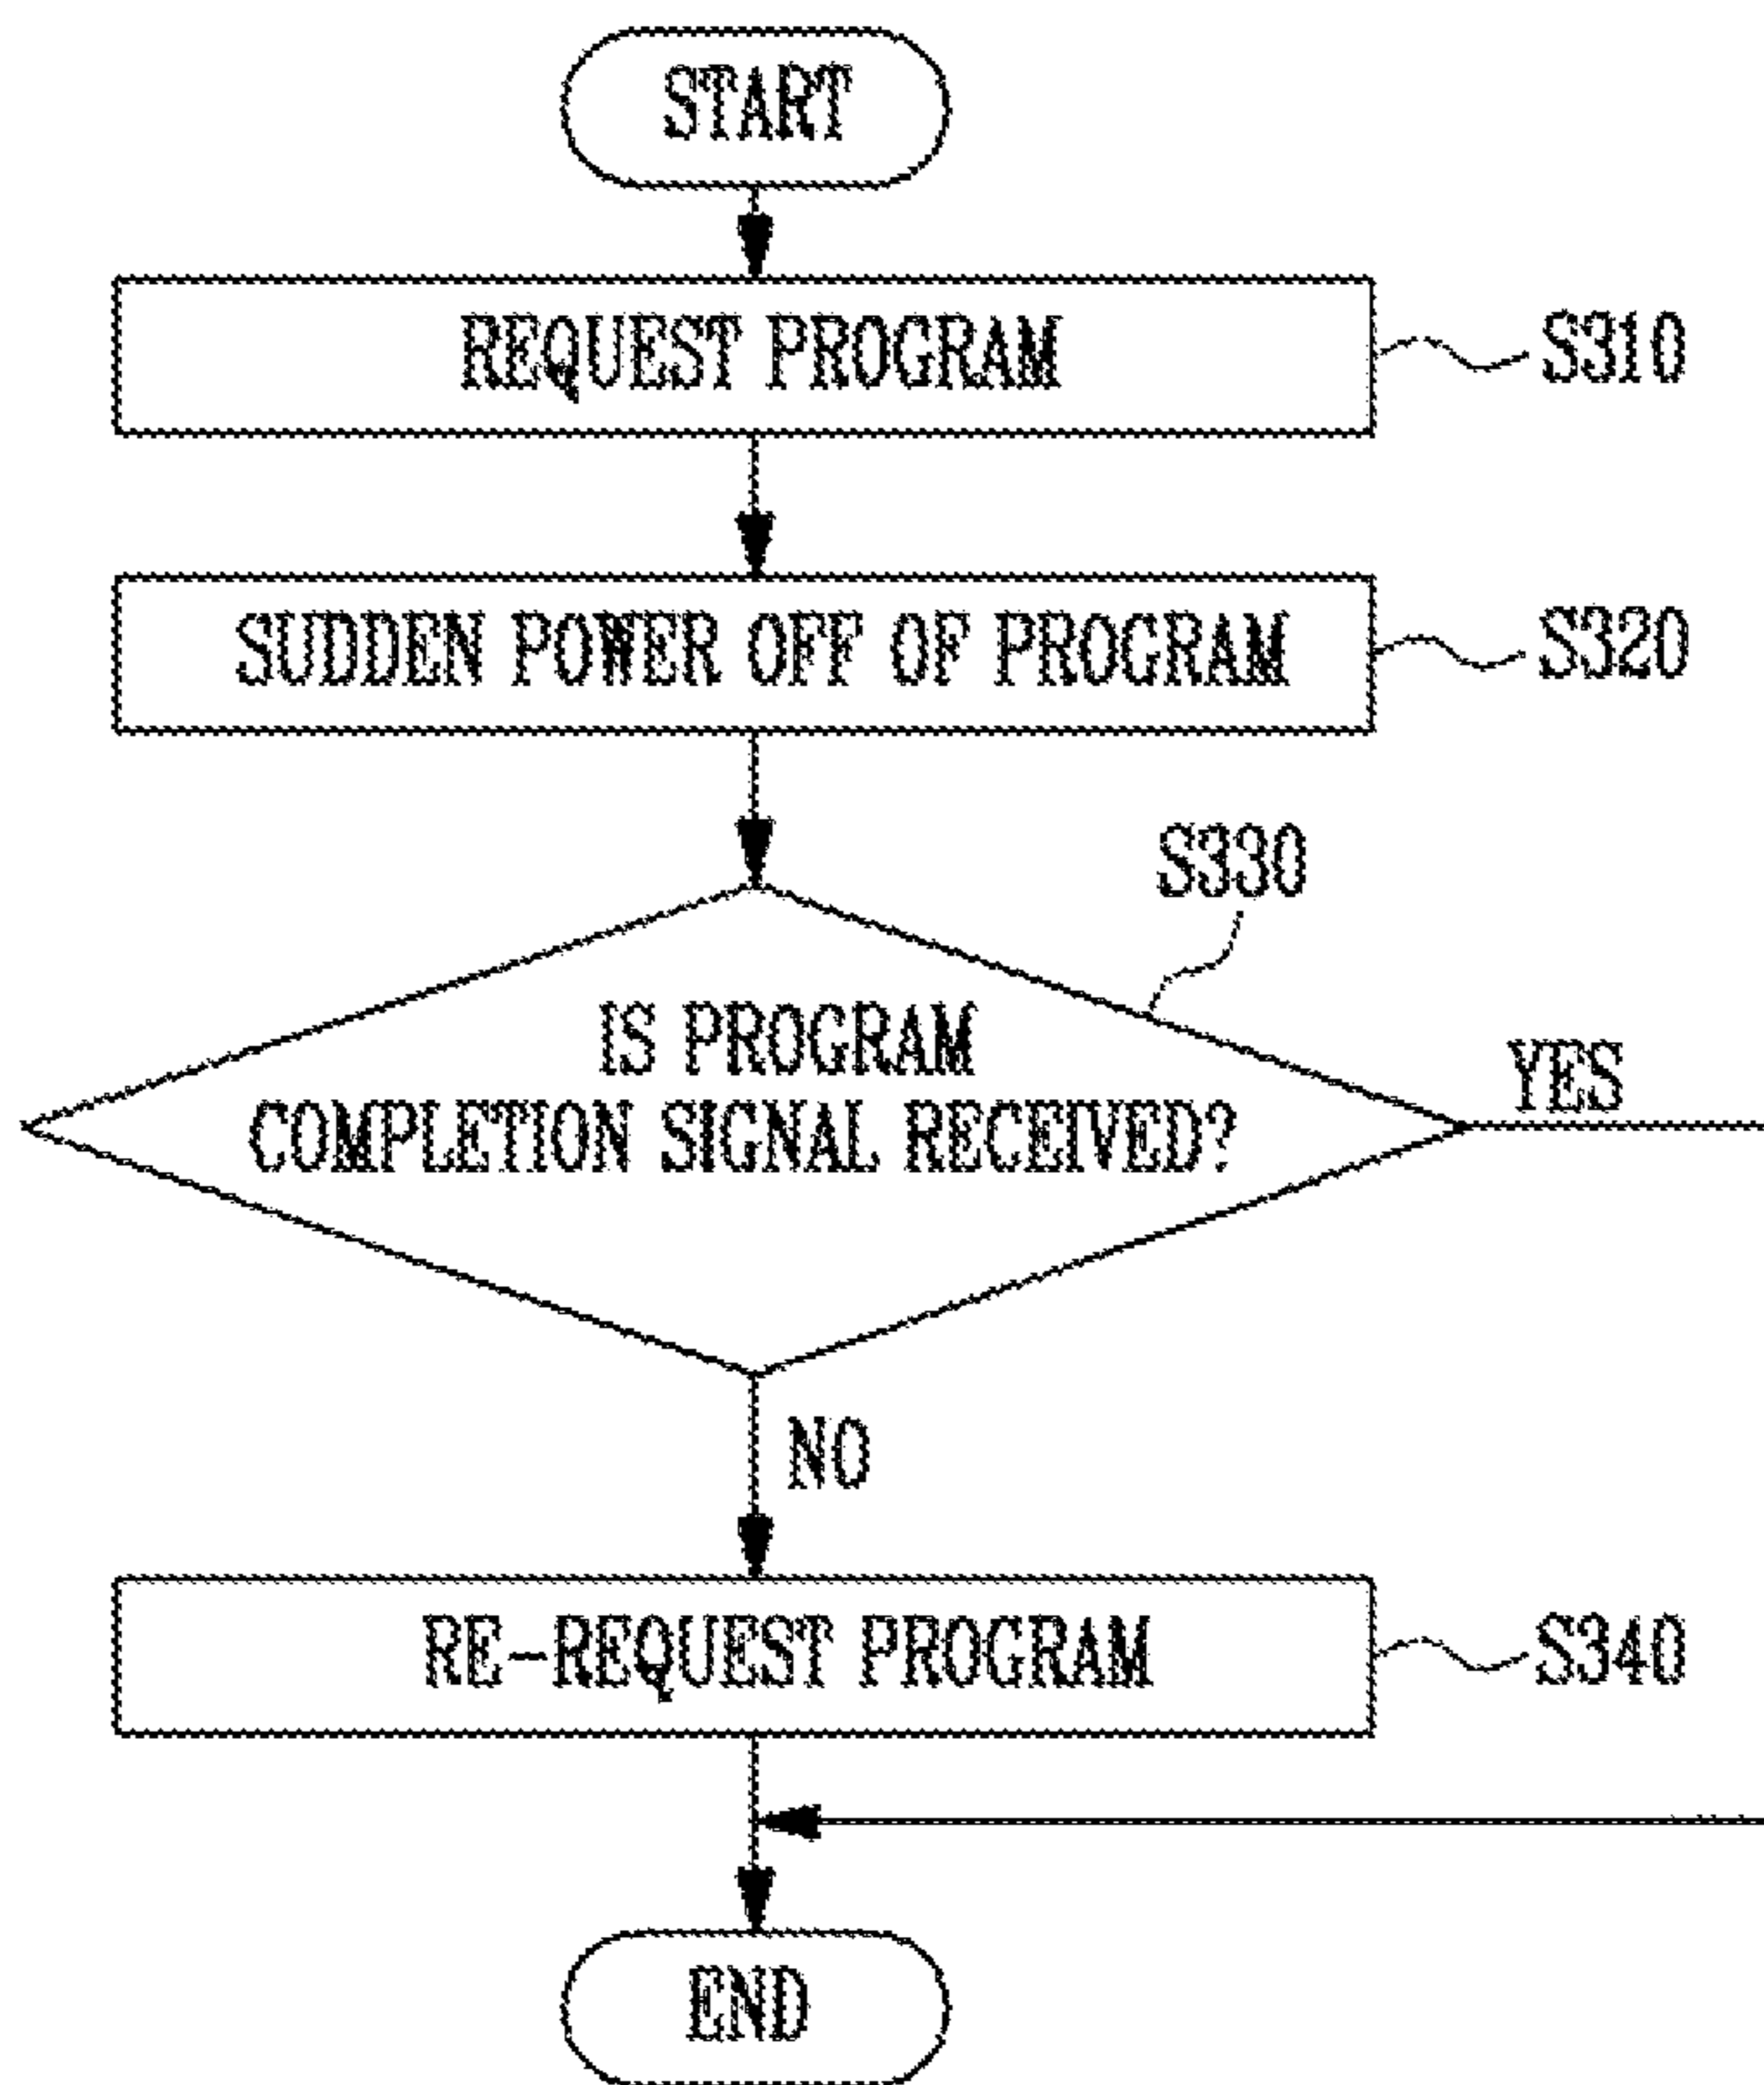 START
REQUEST PROGRAM
S310
SUDDEN POWER OFF OF PROGRAM
S320
S330
IS PROGRAM
COMPLETION SIGNAL RECEIVED?
YES
NO
RE-REQUEST PROGRAM
S340
END